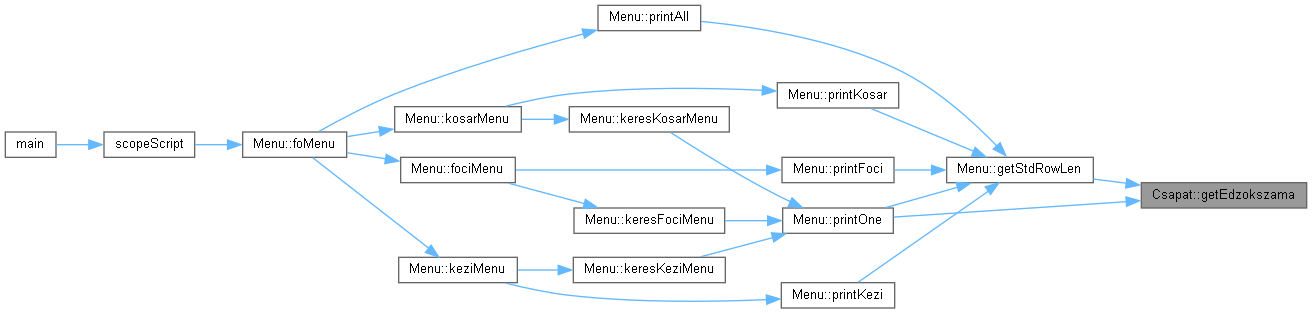 Menu::printAll
Menu::printKosar
Menu::kosarMenu
Menu::keresKosarMenu
main
scopeScript
Menu::foMenu
Menu::fociMenu
Menu::printFoci
Menu::getStdRowLen
Csapat::getEdzokszama
Menu::keresFociMenu
Menu::printOne
Menu::keziMenu
Menu::keresKeziMenu
Menu::printKezi